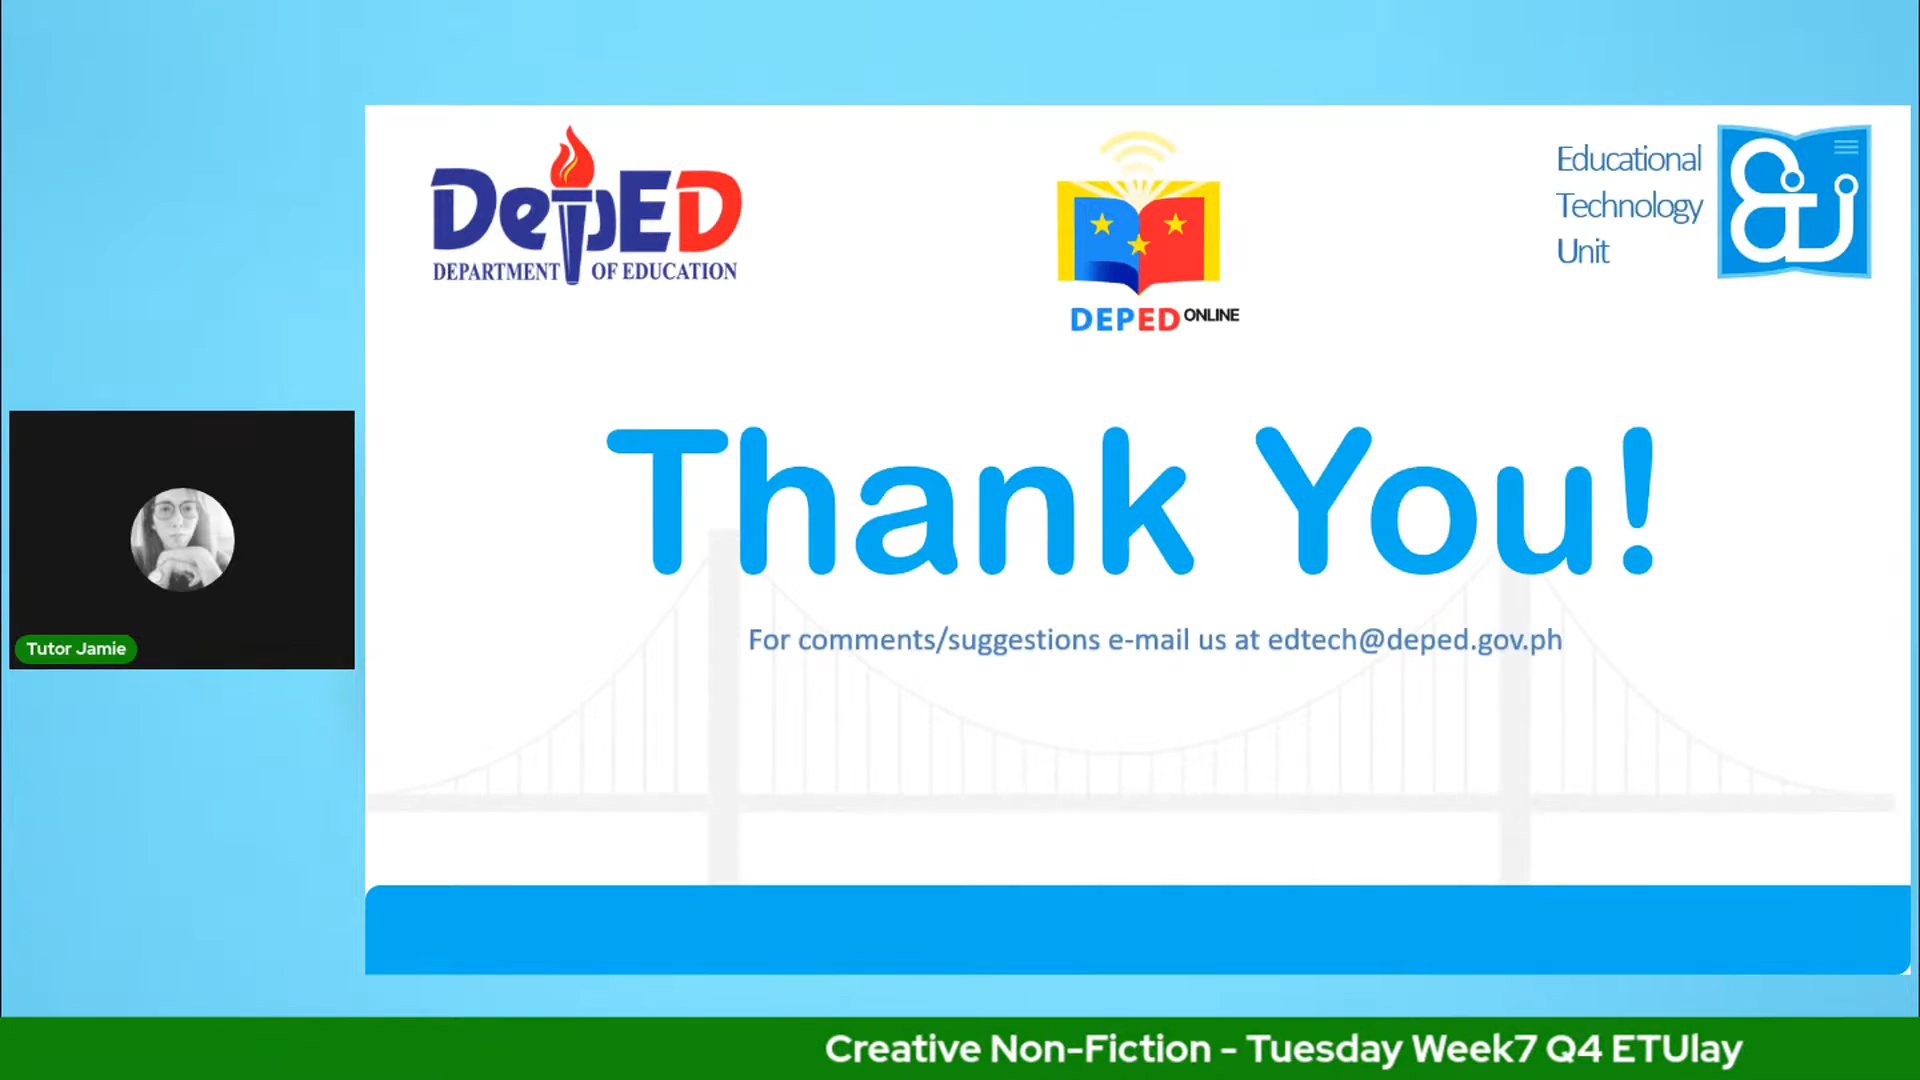 DepED
DEPARTMENT OF EDUCATION
DEPED ONLINE
Educational
Technology
Unit
Thank You!
For comments/suggestions e-mail us at edtech@deped.gov.ph
Tutor Jamie
Creative Non-Fiction - Tuesday Week7 Q4 ETUlay